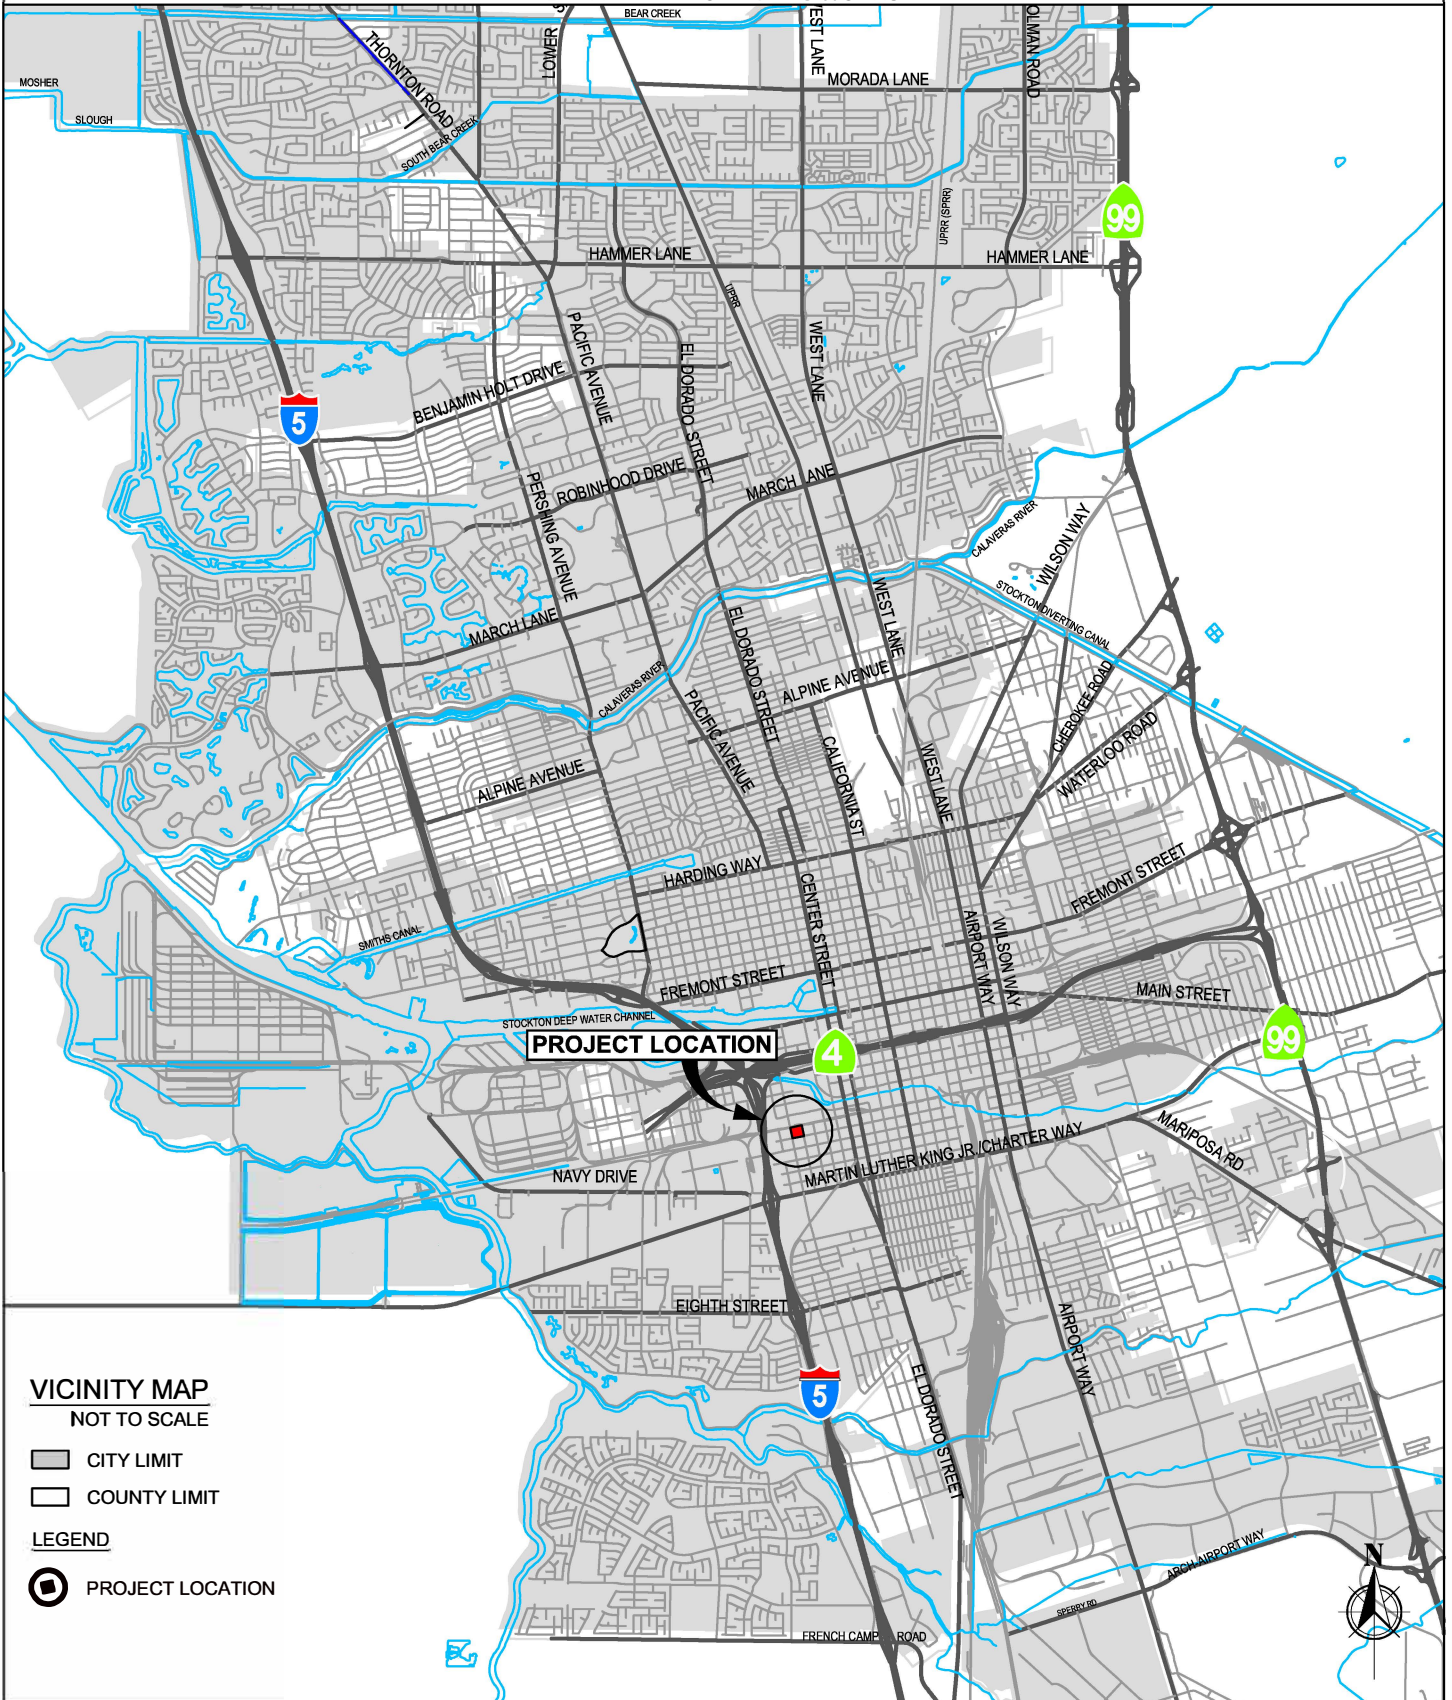 BEAR CREEK
THORNTON ROAD
LOWER
WEST LANE
OLMAN ROAD
MORADA LANE
MOSHER
SLOUGH
SOUTH BEAR CREEK
UPRR (SPRR)
99
HAMMER LANE
HAMMER LANE
UPRR
PACIFIC AVENUE
WEST LANE
EL DORADO STREET
BENJAMIN HOLT DRIVE
5
ROBINHOOD DRIVE
MARCH LANE
PERSHING AVENUE
CALAVERAS RIVER
WILSON WAY
STOCKTON DIVERTING CANAL
WEST LANE
MARCH LANE
EL DORADO STREET
CALAVERAS RIVER
ALPINE AVENUE
PACIFIC AVENUE
CHEROKEE ROAD
WATERLOO ROAD
CALIFORNIA ST
WEST LANE
ALPINE AVENUE
HARDING WAY
CENTER STREET
FREMONT STREET
AIRPORT WAY
WILSON WAY
SMITHS CANAL
FREMONT STREET
MAIN STREET
STOCKTON DEEP WATER CHANNEL
PROJECT LOCATION
4
99
MARTIN LUTHER KING JR./CHARTER WAY
MARIPOSA RD
NAVY DRIVE
EIGHTH STREET
AIRPORT WAY
5
EL DORADO STREET
VICINITY MAP
NOT TO SCALE
CITY LIMIT
COUNTY LIMIT
LEGEND
PROJECT LOCATION
ARCH-AIRPORT WAY
SPERRY RD
FRENCH CAMP ROAD
N